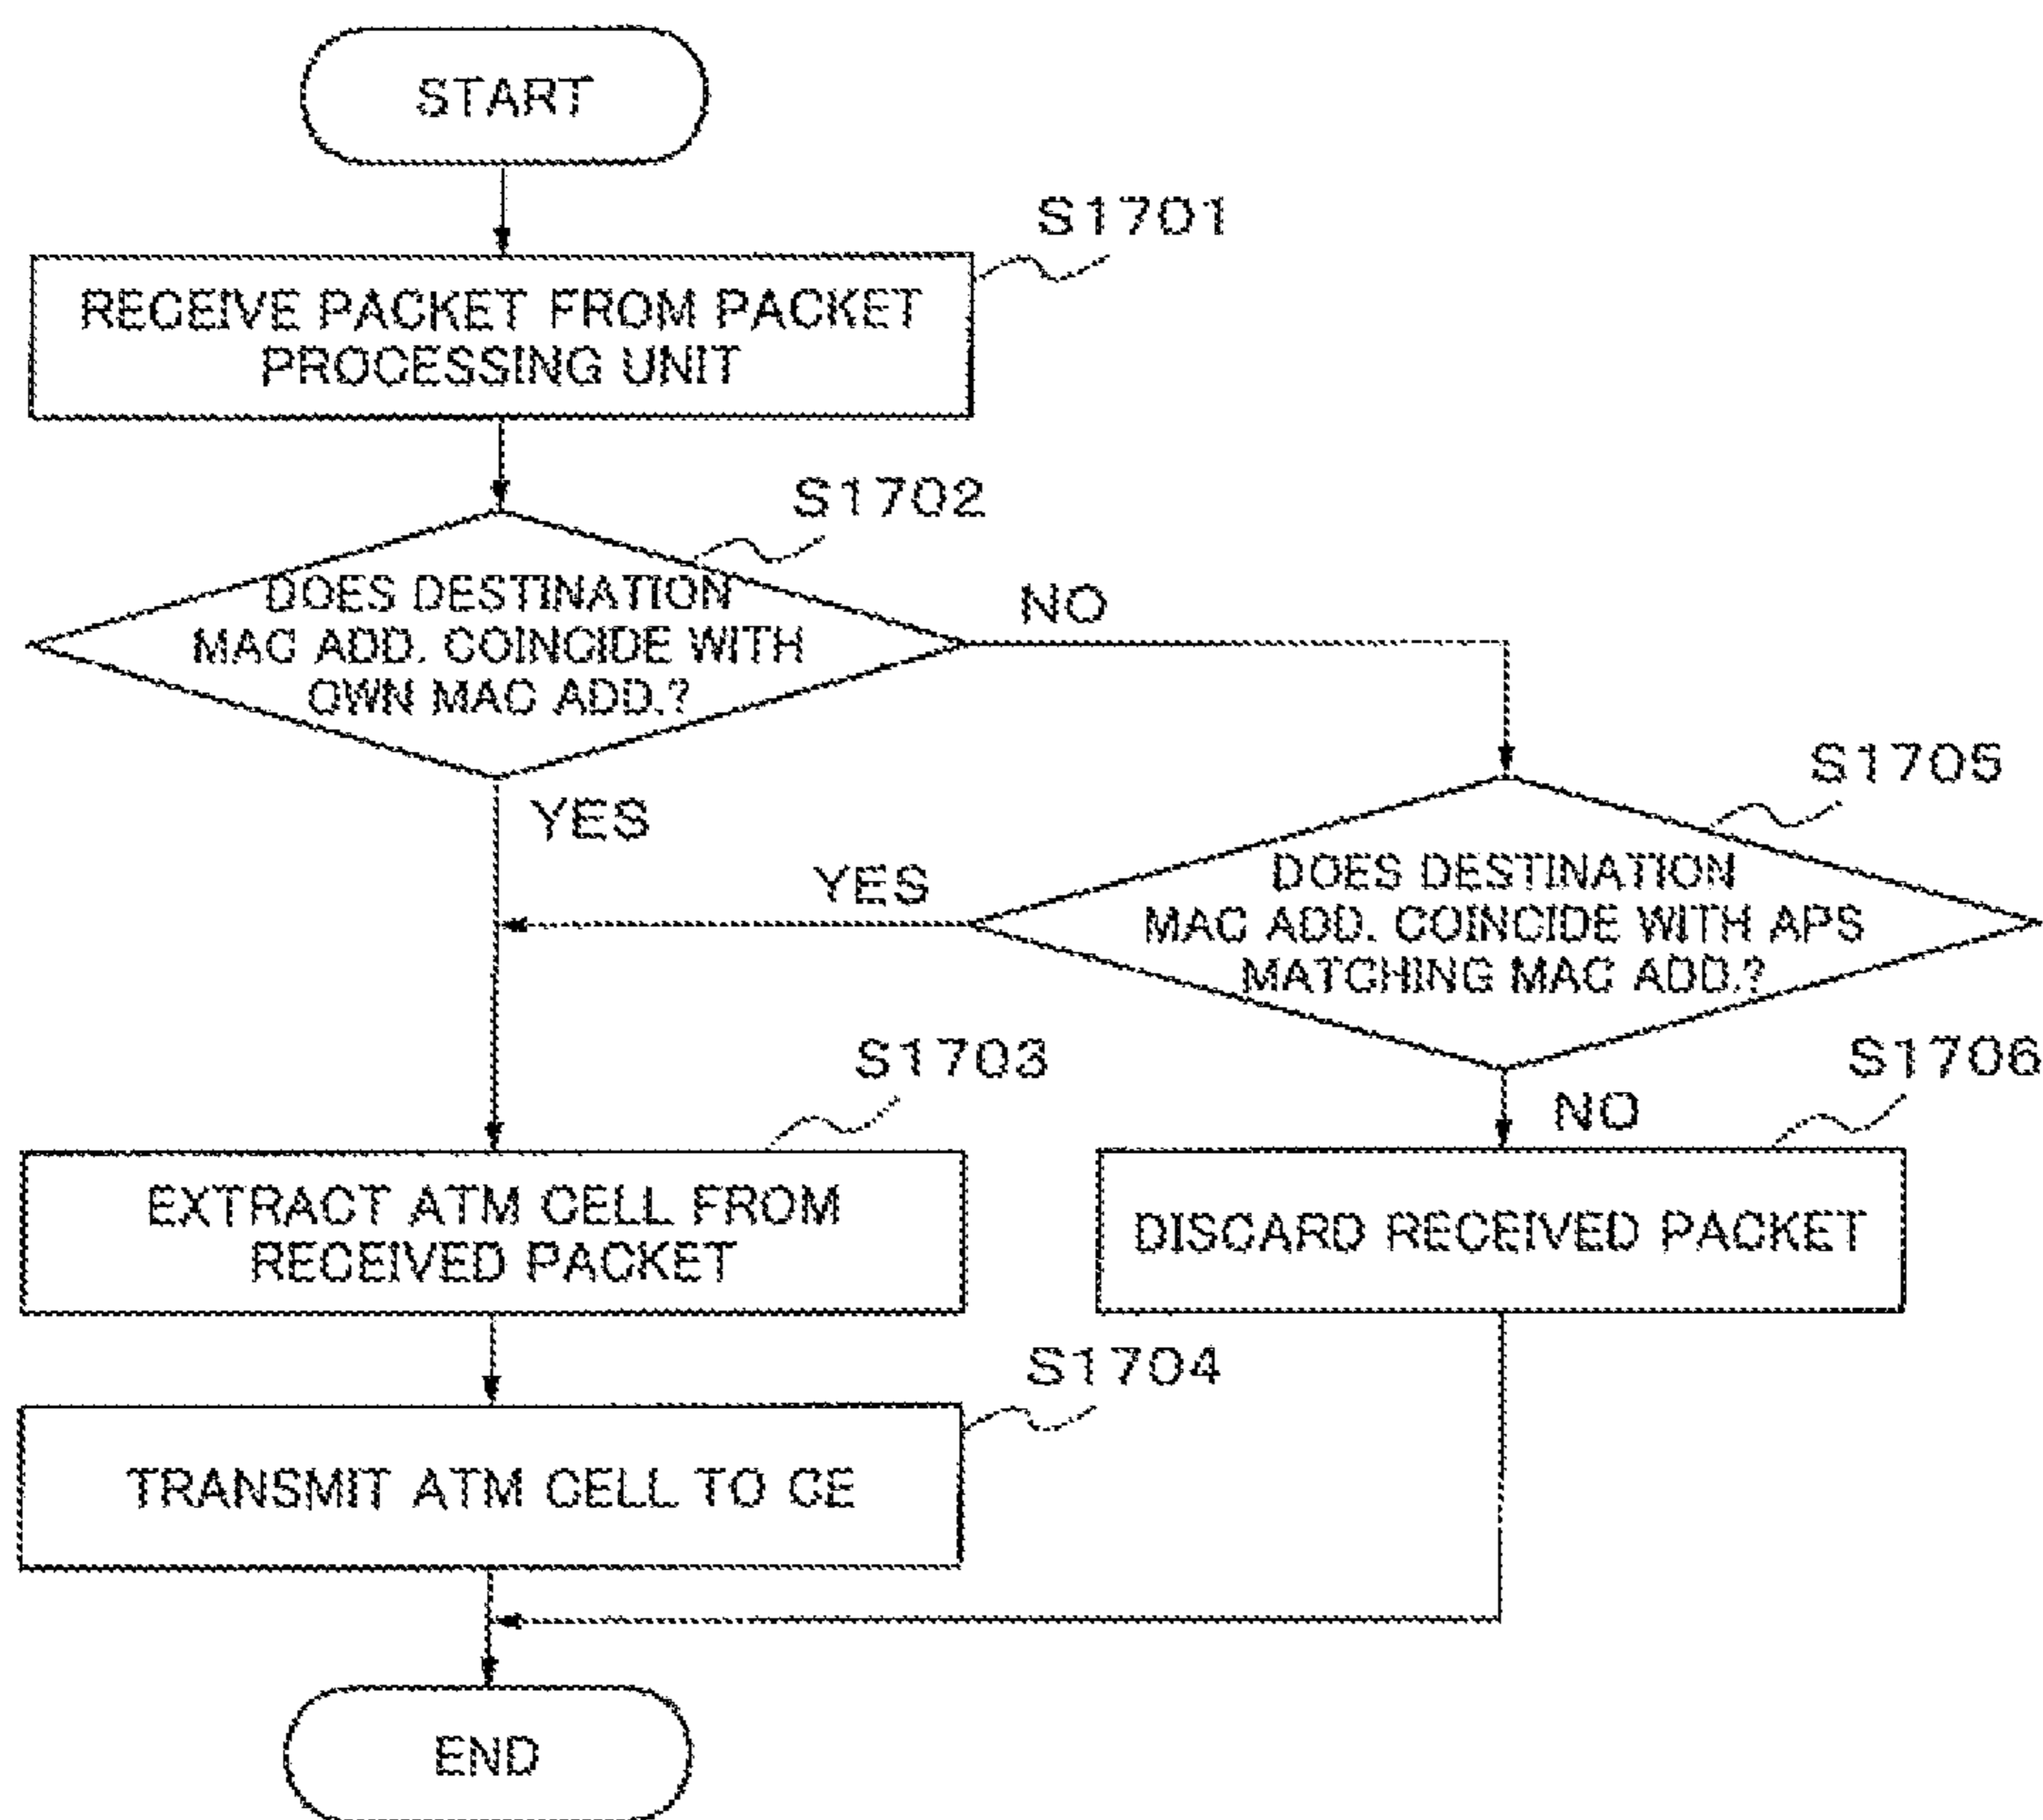 START
S1701
RECEIVE PACKET FROM PACKET
PROCESSING UNIT
S1702
DOES DESTINATION
MAC ADD. COINCIDE WITH
OWN MAC ADD.?
NO
YES
S1705
DOES DESTINATION
MAC ADD. COINCIDE WITH APS
MATCHING MAC ADD.?
YES
NO
S1703
EXTRACT ATM CELL FROM
RECEIVED PACKET
S1706
DISCARD RECEIVED PACKET
S1704
TRANSMIT ATM CELL TO CE
END